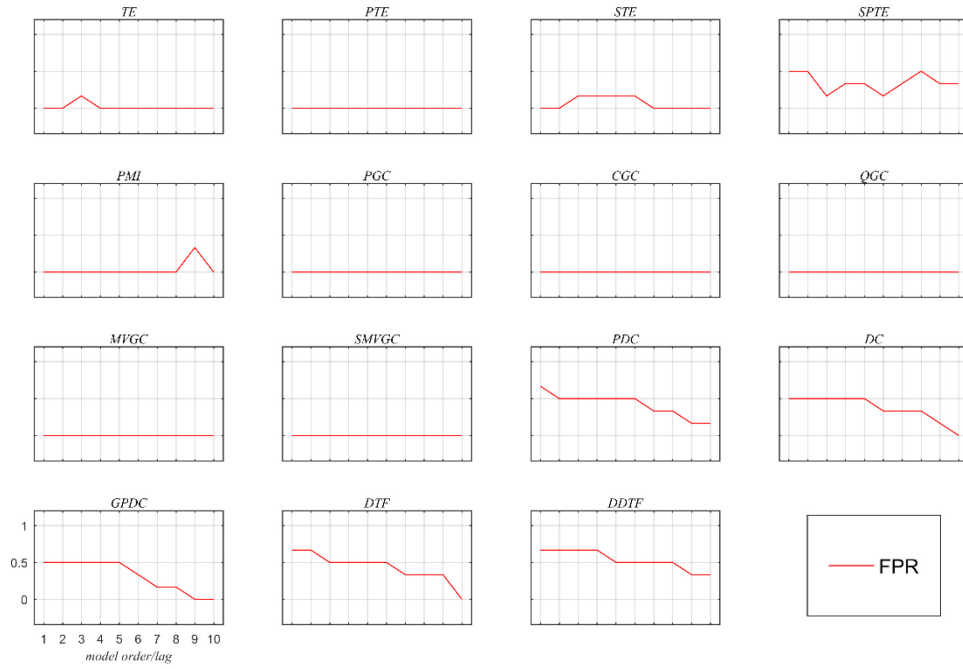 TE
PTE
STE
SPTE
PMI
PGC
CGC
QGC
MVGC
SMVGC
PDC
DC
GPDC
DTF
DDTF
1
0.5
0
FPR
1 2 3 4 5 6 7 8 9 10
model order/lag